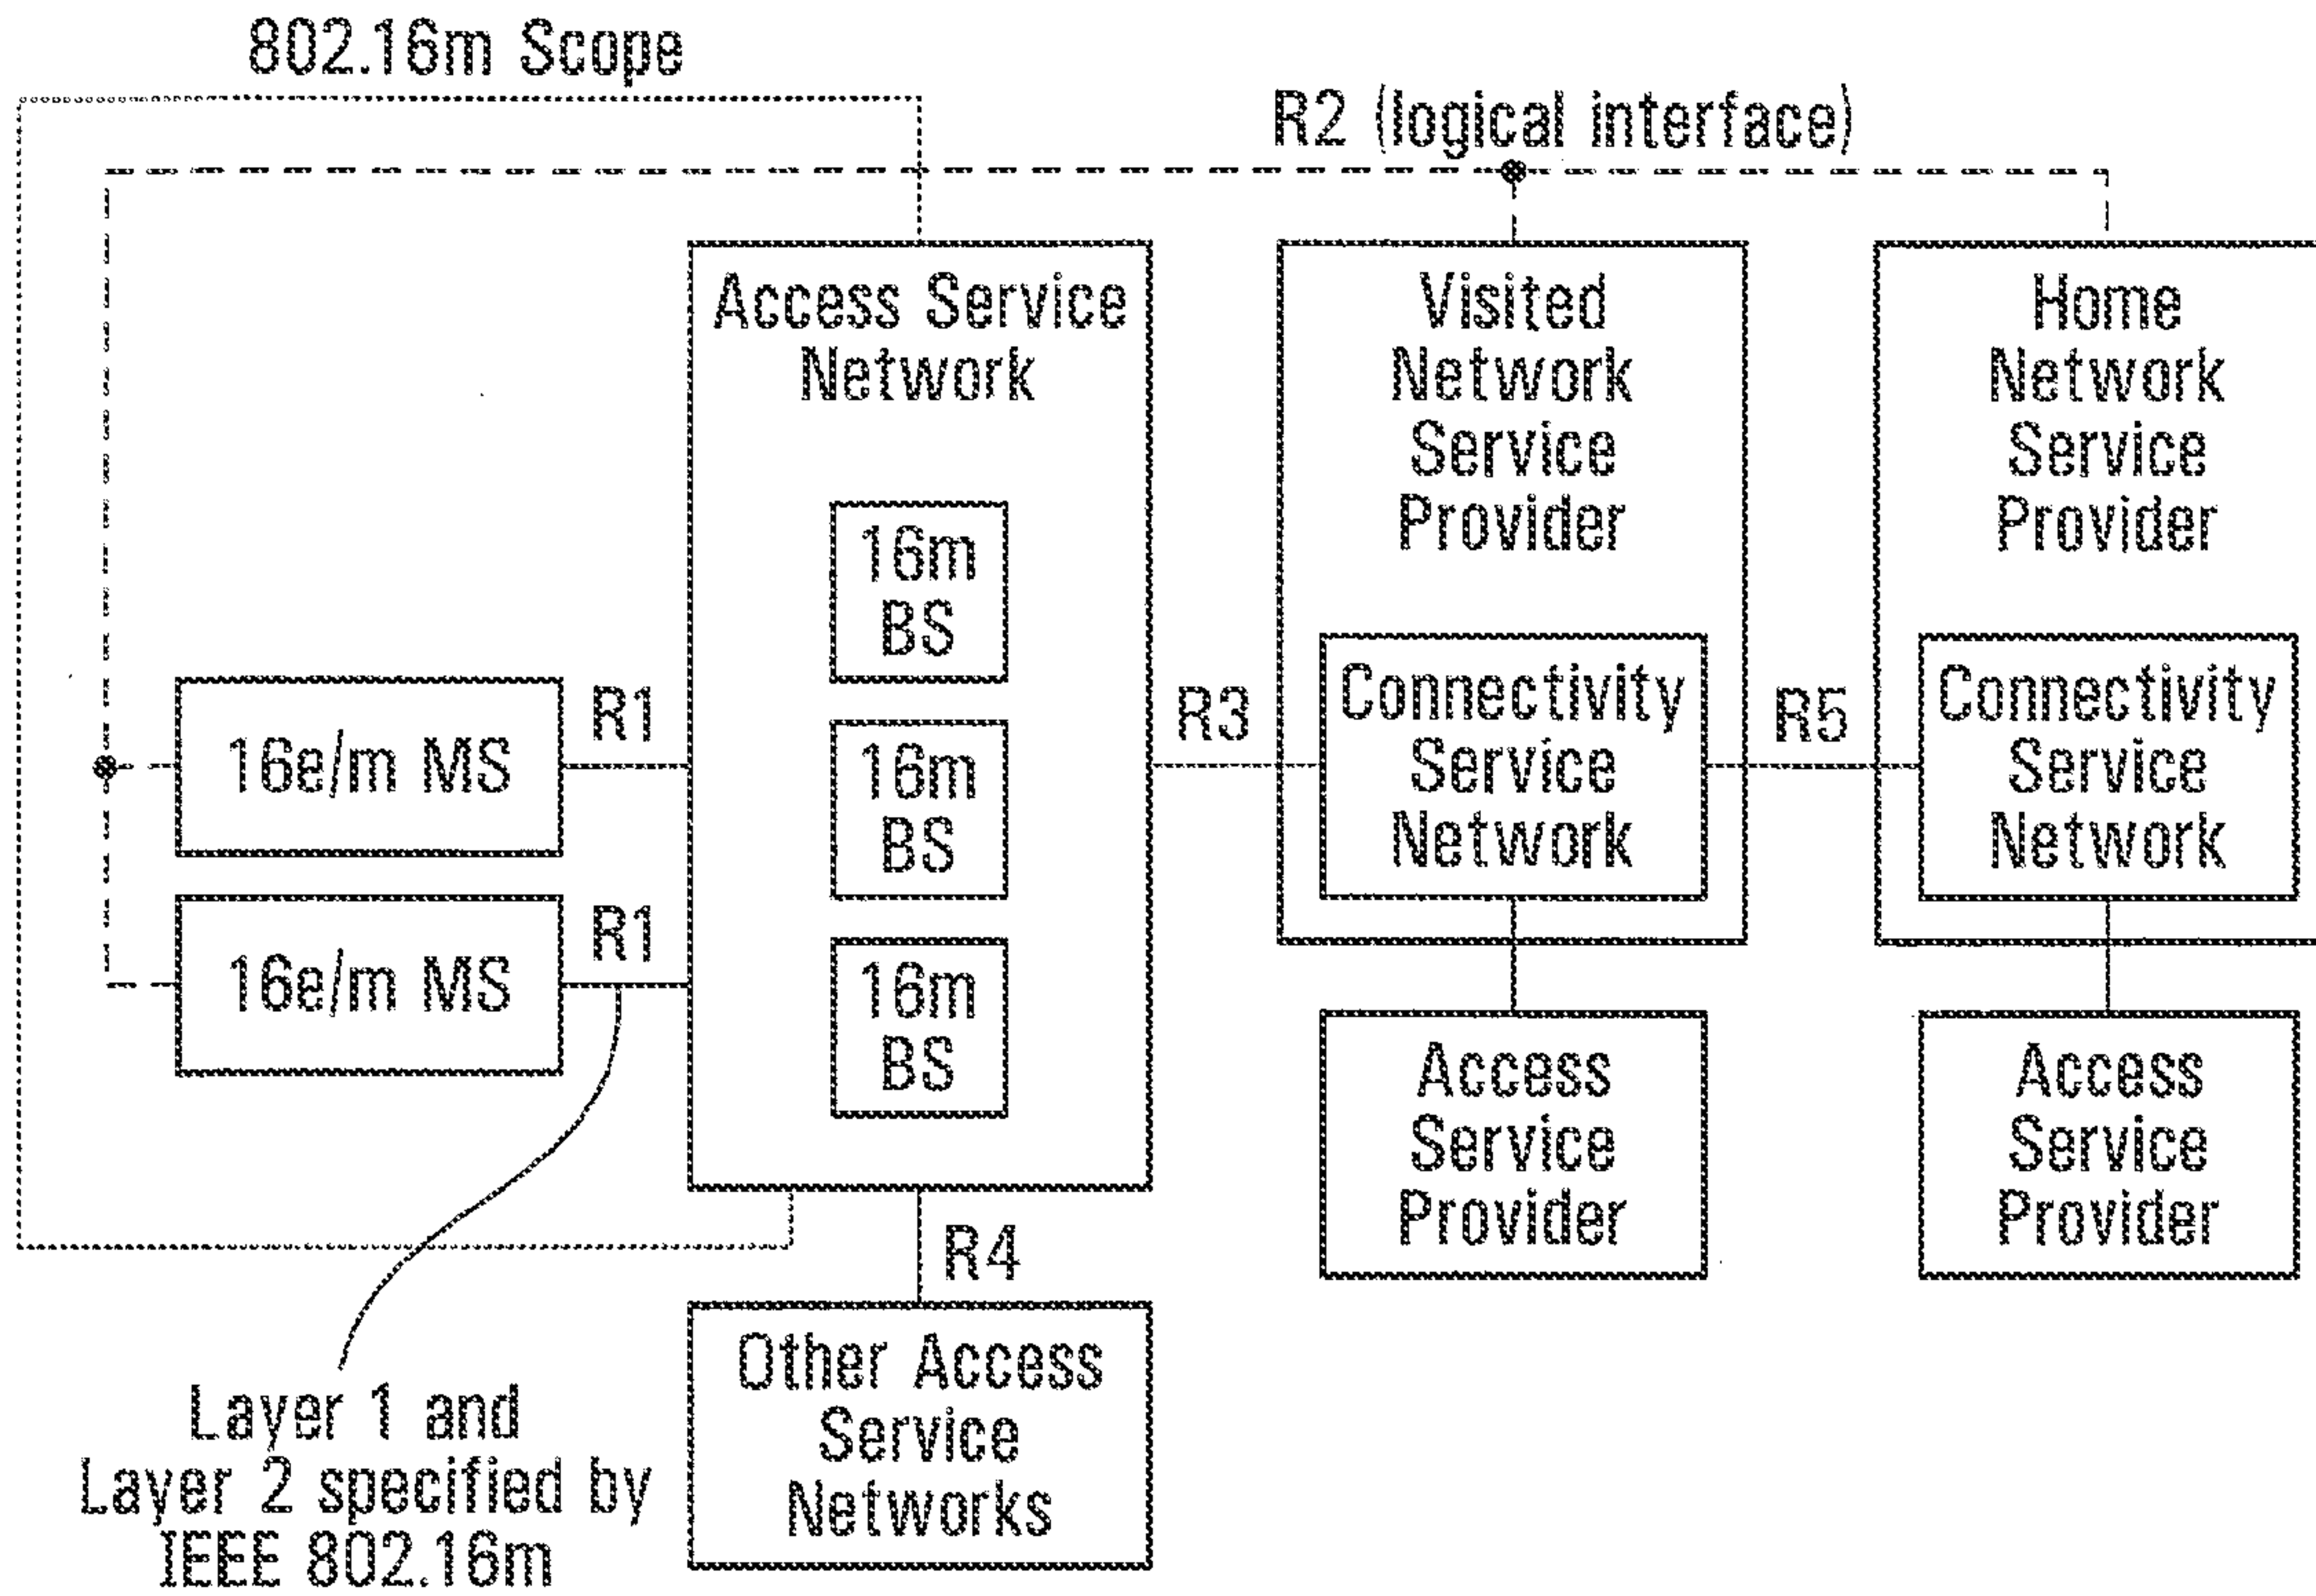 802.16m Scope
R2 (logical interface)
Access Service
Network
16m
BS
16m
BS
16m
BS
Visited
Network
Service
Provider
Connectivity
Service
Network
Home
Network
Service
Provider
Connectivity
Service
Network
16e/m MS
R1
16e/m MS
R1
R3
R5
Access
Service
Provider
Access
Service
Provider
R4
Other Access
Service
Networks
Layer 1 and
Layer 2 specified by
IEEE 802.16m